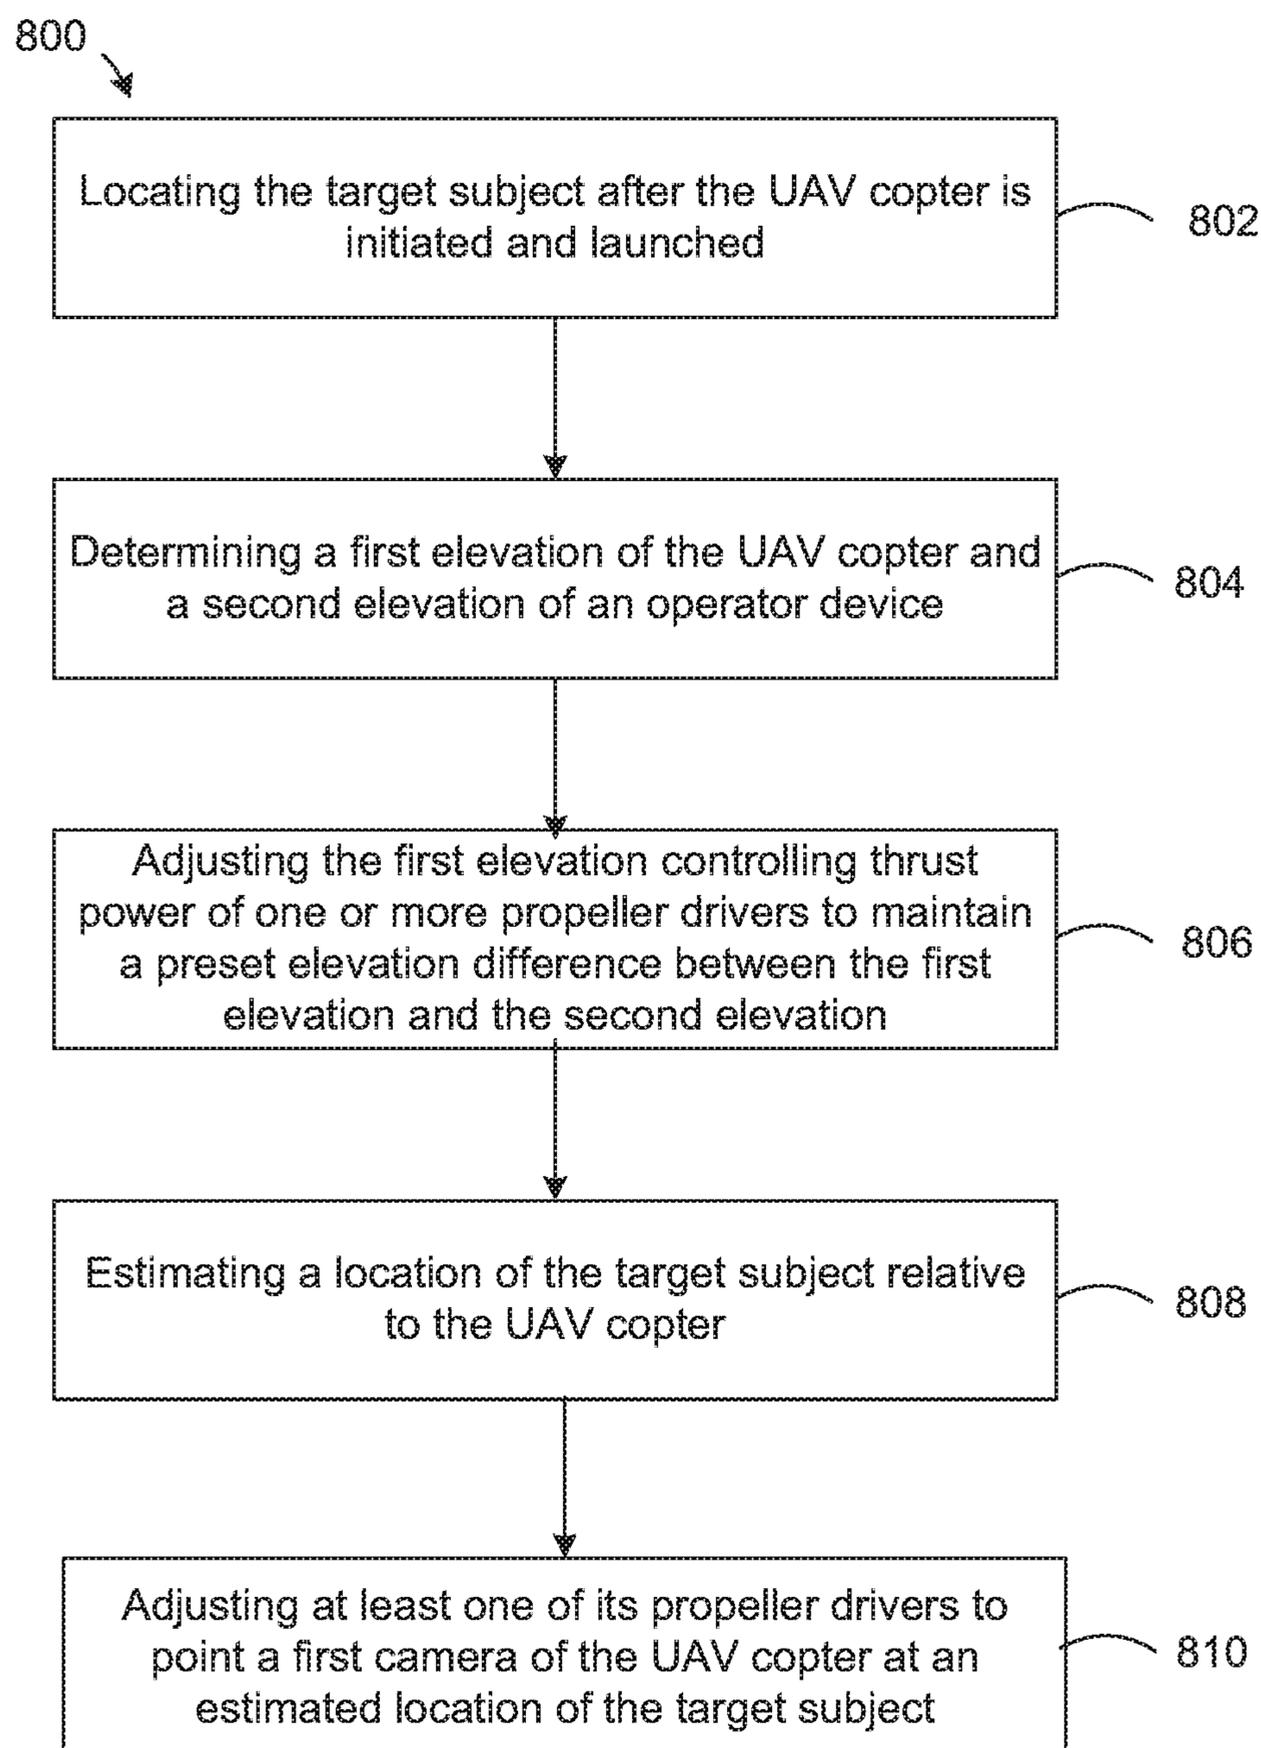 800
Locating the target subject after the UAV copter is
initiated and launched
802
Determining a first elevation of the UAV copter and
a second elevation of an operator device
804
Adjusting the first elevation controlling thrust
power of one or more propeller drivers to maintain
a preset elevation difference between the first
elevation and the second elevation
806
Estimating a location of the target subject relative
to the UAV copter
808
Adjusting at least one of its propeller drivers to
point a first camera of the UAV copter at an
estimated location of the target subject
810